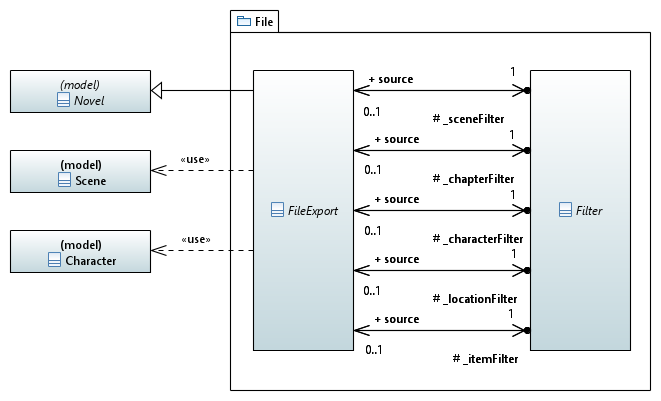 File
(model)
Novel
(model)
Scene
(model)
Character
«use»
«use»
FileExport
+ source
1
0..1
# _sceneFilter
+ source
1
0..1
# _chapterFilter
+ source
1
0..1
# _characterFilter
+ source
1
0..1
# _locationFilter
+ source
1
0..1
# _itemFilter
Filter